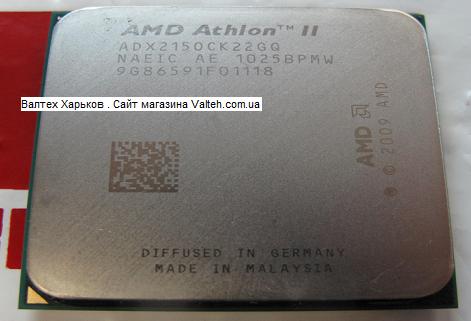 AMD Athlon™ II
ADX215OCK22GQ
NAEIC AE 1025BPMW
9G86591F01118
Валтех Харьков . Сайт магазина Valteh.com.ua
AMD
® © 2009 AMD
DIFFUSED IN GERMANY
MADE IN MALAYSIA